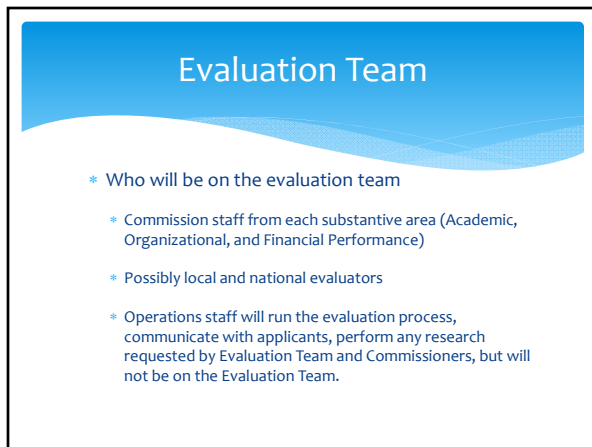 Evaluation Team
* Who will be on the evaluation team
* Commission staff from each substantive area (Academic,
Organizational, and Financial Performance)
* Possibly local and national evaluators
* Operations staff will run the evaluation process,
communicate with applicants, perform any research
requested by Evaluation Team and Commissioners, but will
not be on the Evaluation Team.